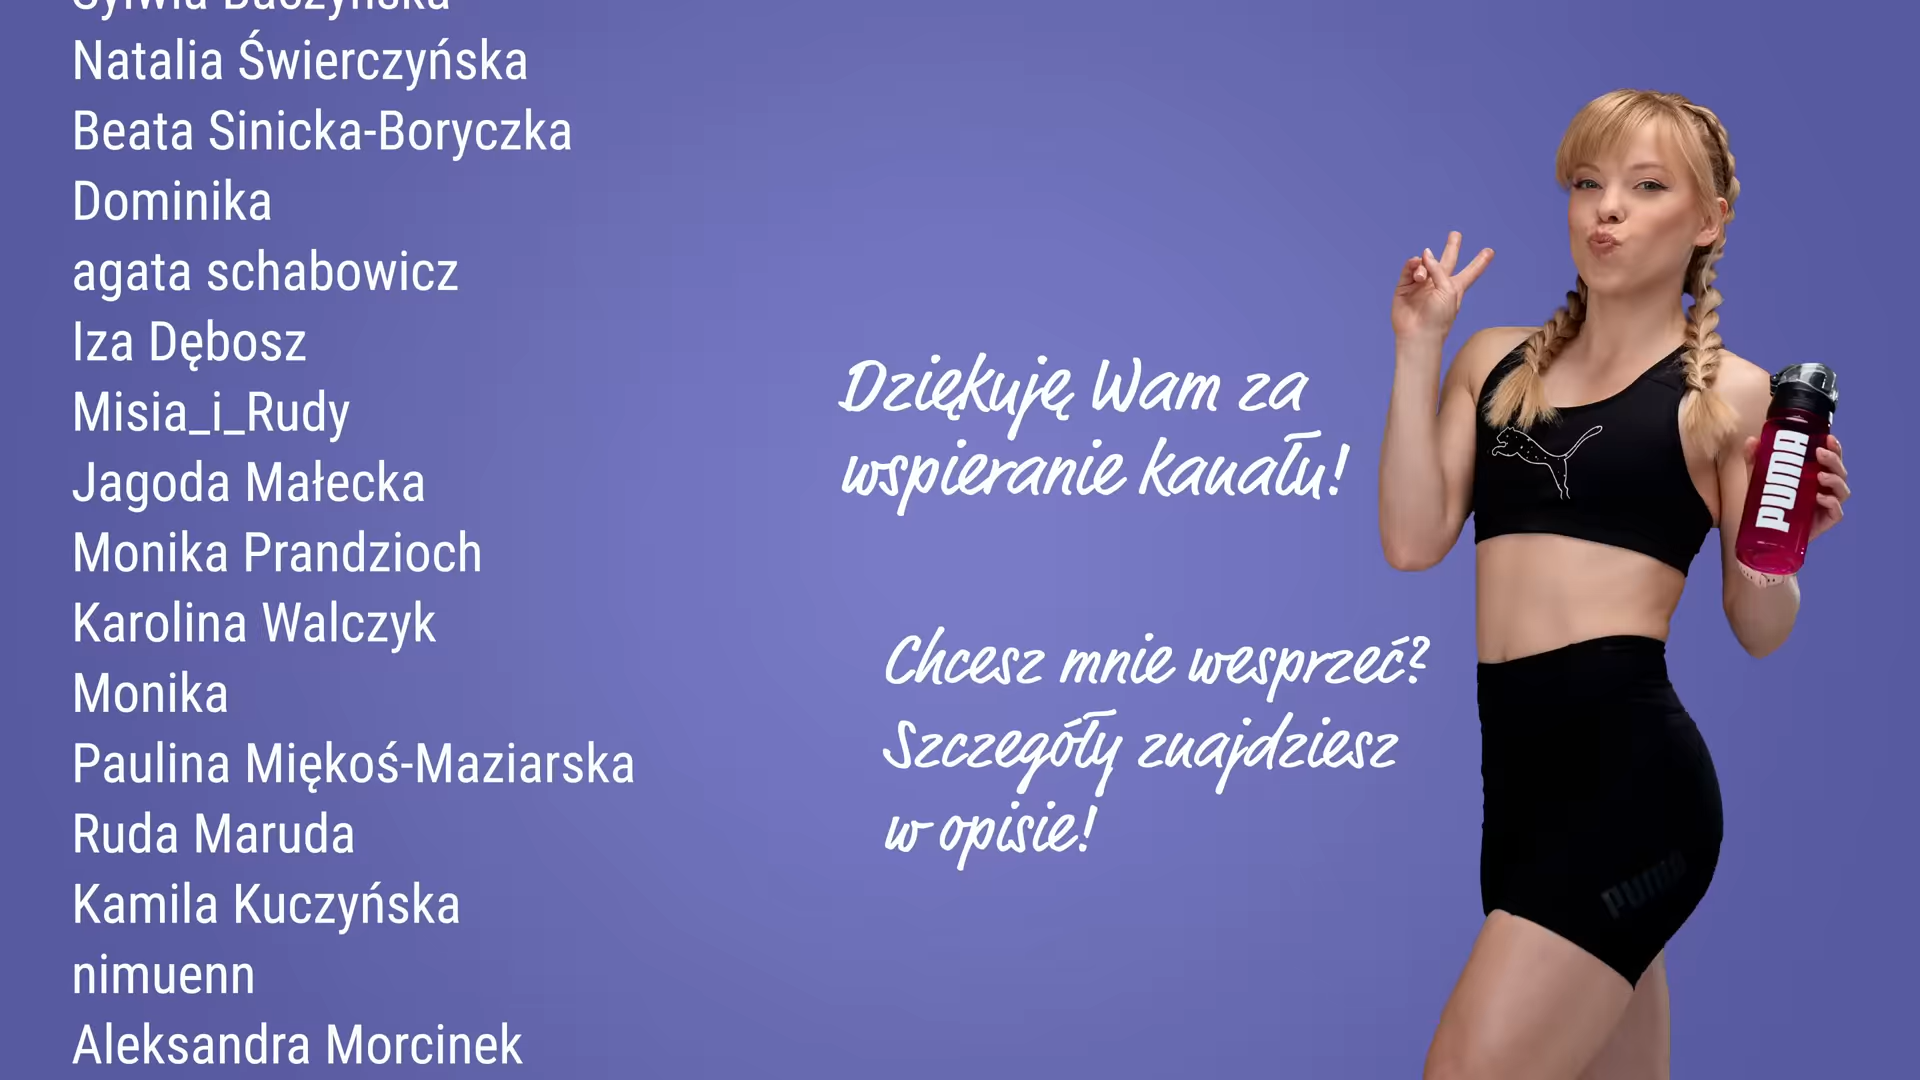 Natalia Świerczyńska
Beata Sinicka-Boryczka
Dominika
agata schabowicz
Iza Dębosz
Misia_i_Rudy
Jagoda Małecka
Monika Prandzioch
Karolina Walczyk
Monika
Paulina Miękoś-Maziarska
Ruda Maruda
Kamila Kuczyńska
nimuenn
Aleksandra Morcinek
Dziękuję Wam za
wspieranie kanału!
Chcesz mnie wesprzeć?
Szczegóły znajdziesz
w opisie!
PUMA
PUMA